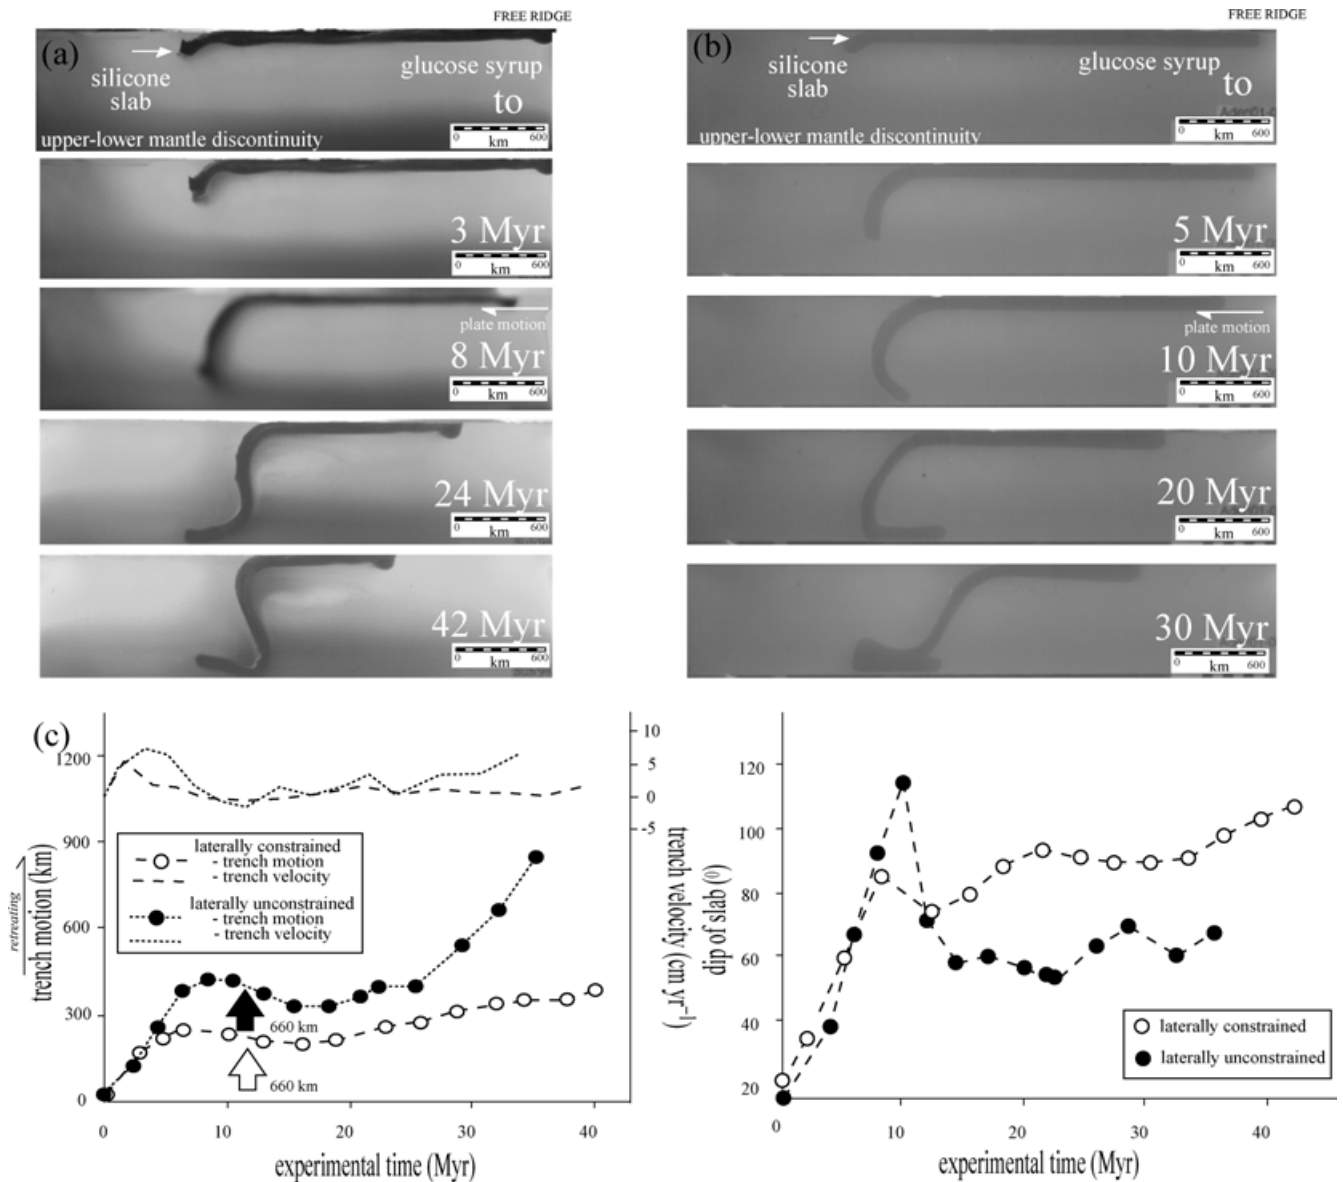 FREE RIDGE
(a)
silicone
slab
glucose syrup
to
upper-lower mantle discontinuity
0 600
km
3 Myr
0 600
km
plate motion
8 Myr
0 600
km
24 Myr
0 600
km
42 Myr
0 600
km
FREE RIDGE
(b)
silicone
slab
glucose syrup
to
upper-lower mantle discontinuity
0 600
km
5 Myr
0 600
km
plate motion
10 Myr
0 600
km
20 Myr
0 600
km
30 Myr
0 600
km
(c)
retreating
trench motion (km)
1200
900
600
300
0
laterally constrained
- trench motion
- trench velocity
laterally unconstrained
- trench motion
- trench velocity
660 km
660 km
10
5
0
-5
trench velocity (cm yr⁻¹)
0 10 20 30 40
experimental time (Myr)
dip of slab (0)
120
100
80
60
40
20
laterally constrained
laterally unconstrained
0 10 20 30 40
experimental time (Myr)